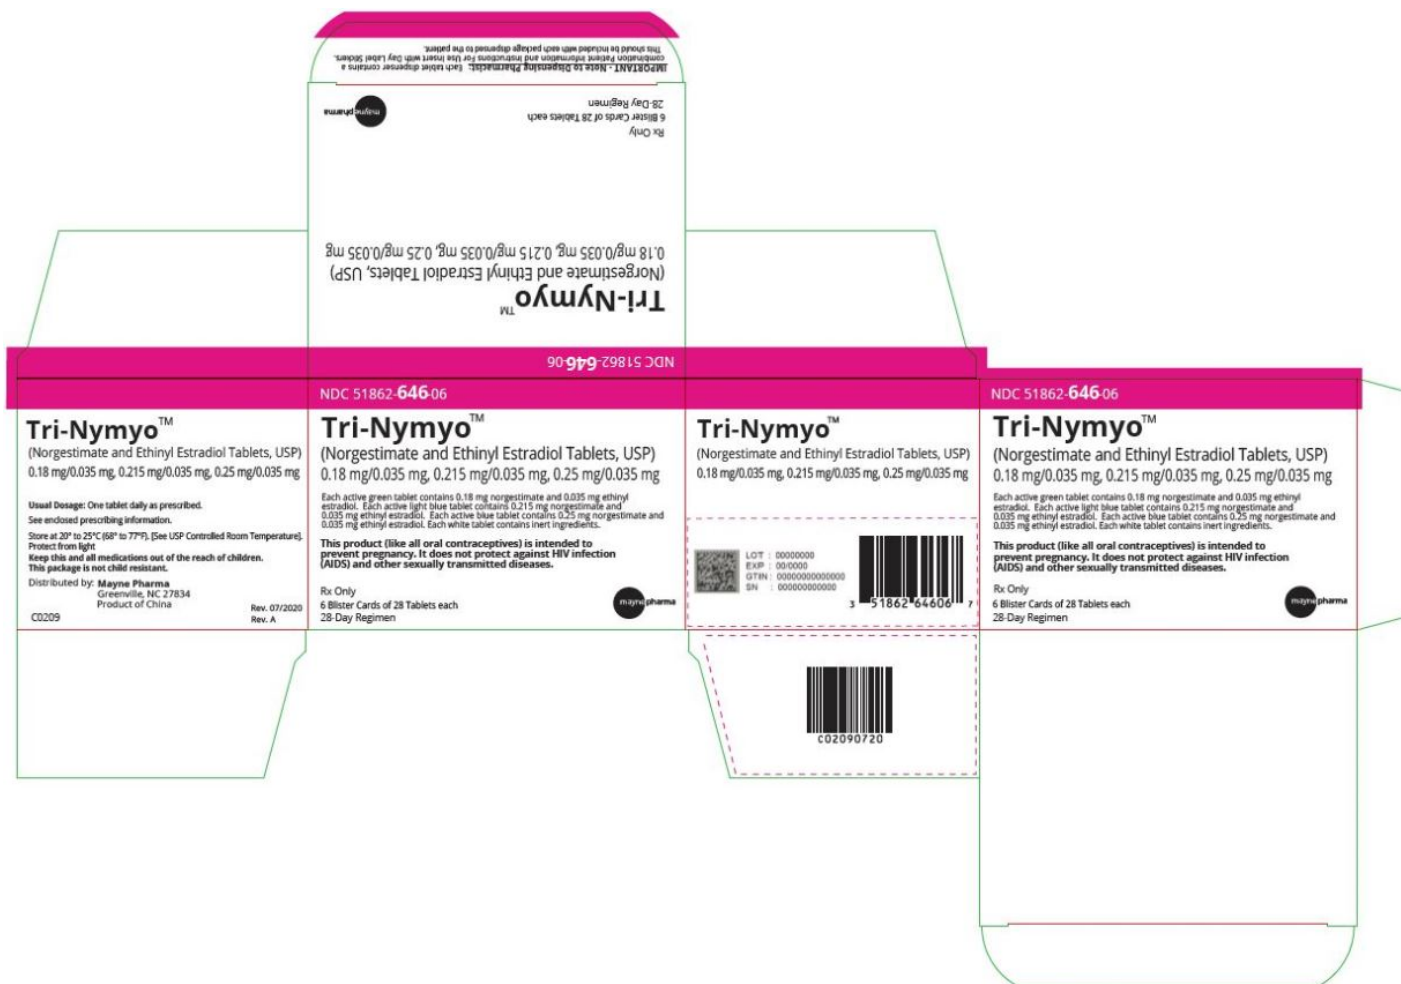 IMPORTANT - Note to Dispensing Pharmacist: Each tablet dispenser contains a
combination Patient Information and Instructions For Use Insert with Day Label Stickers.
This should be included with each package dispensed to the patient.
Rx Only
6 Blister Cards of 28 Tablets each
28-Day Regimen
mayne pharma
Tri-Nymyo™
(Norgestimate and Ethinyl Estradiol Tablets, USP)
0.18 mg/0.035 mg, 0.215 mg/0.035 mg, 0.25 mg/0.035 mg
NDC 51862-646-06
Tri-Nymyo™
(Norgestimate and Ethinyl Estradiol Tablets, USP)
0.18 mg/0.035 mg, 0.215 mg/0.035 mg, 0.25 mg/0.035 mg
Usual Dosage: One tablet daily as prescribed.
See enclosed prescribing information.
Store at 20° to 25°C (68° to 77°F). [See USP Controlled Room Temperature].
Protect from light
Keep this and all medications out of the reach of children.
This package is not child resistant.
Distributed by: Mayne Pharma
Greenville, NC 27834
Product of China
C0209
Rev. 07/2020
Rev. A
NDC 51862-646-06
Tri-Nymyo™
(Norgestimate and Ethinyl Estradiol Tablets, USP)
0.18 mg/0.035 mg, 0.215 mg/0.035 mg, 0.25 mg/0.035 mg
Each active green tablet contains 0.18 mg norgestimate and 0.035 mg ethinyl
estradiol. Each active light blue tablet contains 0.215 mg norgestimate and
0.035 mg ethinyl estradiol. Each active blue tablet contains 0.25 mg norgestimate and
0.035 mg ethinyl estradiol. Each white tablet contains inert ingredients.
This product (like all oral contraceptives) is intended to
prevent pregnancy. It does not protect against HIV infection
(AIDS) and other sexually transmitted diseases.
Rx Only
6 Blister Cards of 28 Tablets each
28-Day Regimen
mayne pharma
Tri-Nymyo™
(Norgestimate and Ethinyl Estradiol Tablets, USP)
0.18 mg/0.035 mg, 0.215 mg/0.035 mg, 0.25 mg/0.035 mg
LOT : 00000000
EXP : 00/0000
GTIN : 00000000000000
SN : 000000000000
3 51862 64606 7
C02090720
NDC 51862-646-06
Tri-Nymyo™
(Norgestimate and Ethinyl Estradiol Tablets, USP)
0.18 mg/0.035 mg, 0.215 mg/0.035 mg, 0.25 mg/0.035 mg
Each active green tablet contains 0.18 mg norgestimate and 0.035 mg ethinyl
estradiol. Each active light blue tablet contains 0.215 mg norgestimate and
0.035 mg ethinyl estradiol. Each active blue tablet contains 0.25 mg norgestimate and
0.035 mg ethinyl estradiol. Each white tablet contains inert ingredients.
This product (like all oral contraceptives) is intended to
prevent pregnancy. It does not protect against HIV infection
(AIDS) and other sexually transmitted diseases.
Rx Only
6 Blister Cards of 28 Tablets each
28-Day Regimen
mayne pharma